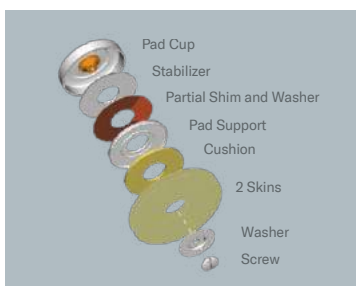 Pad Cup
Stabilizer
Partial Shim and Washer
Pad Support
Cushion
2 Skins
Washer
Screw